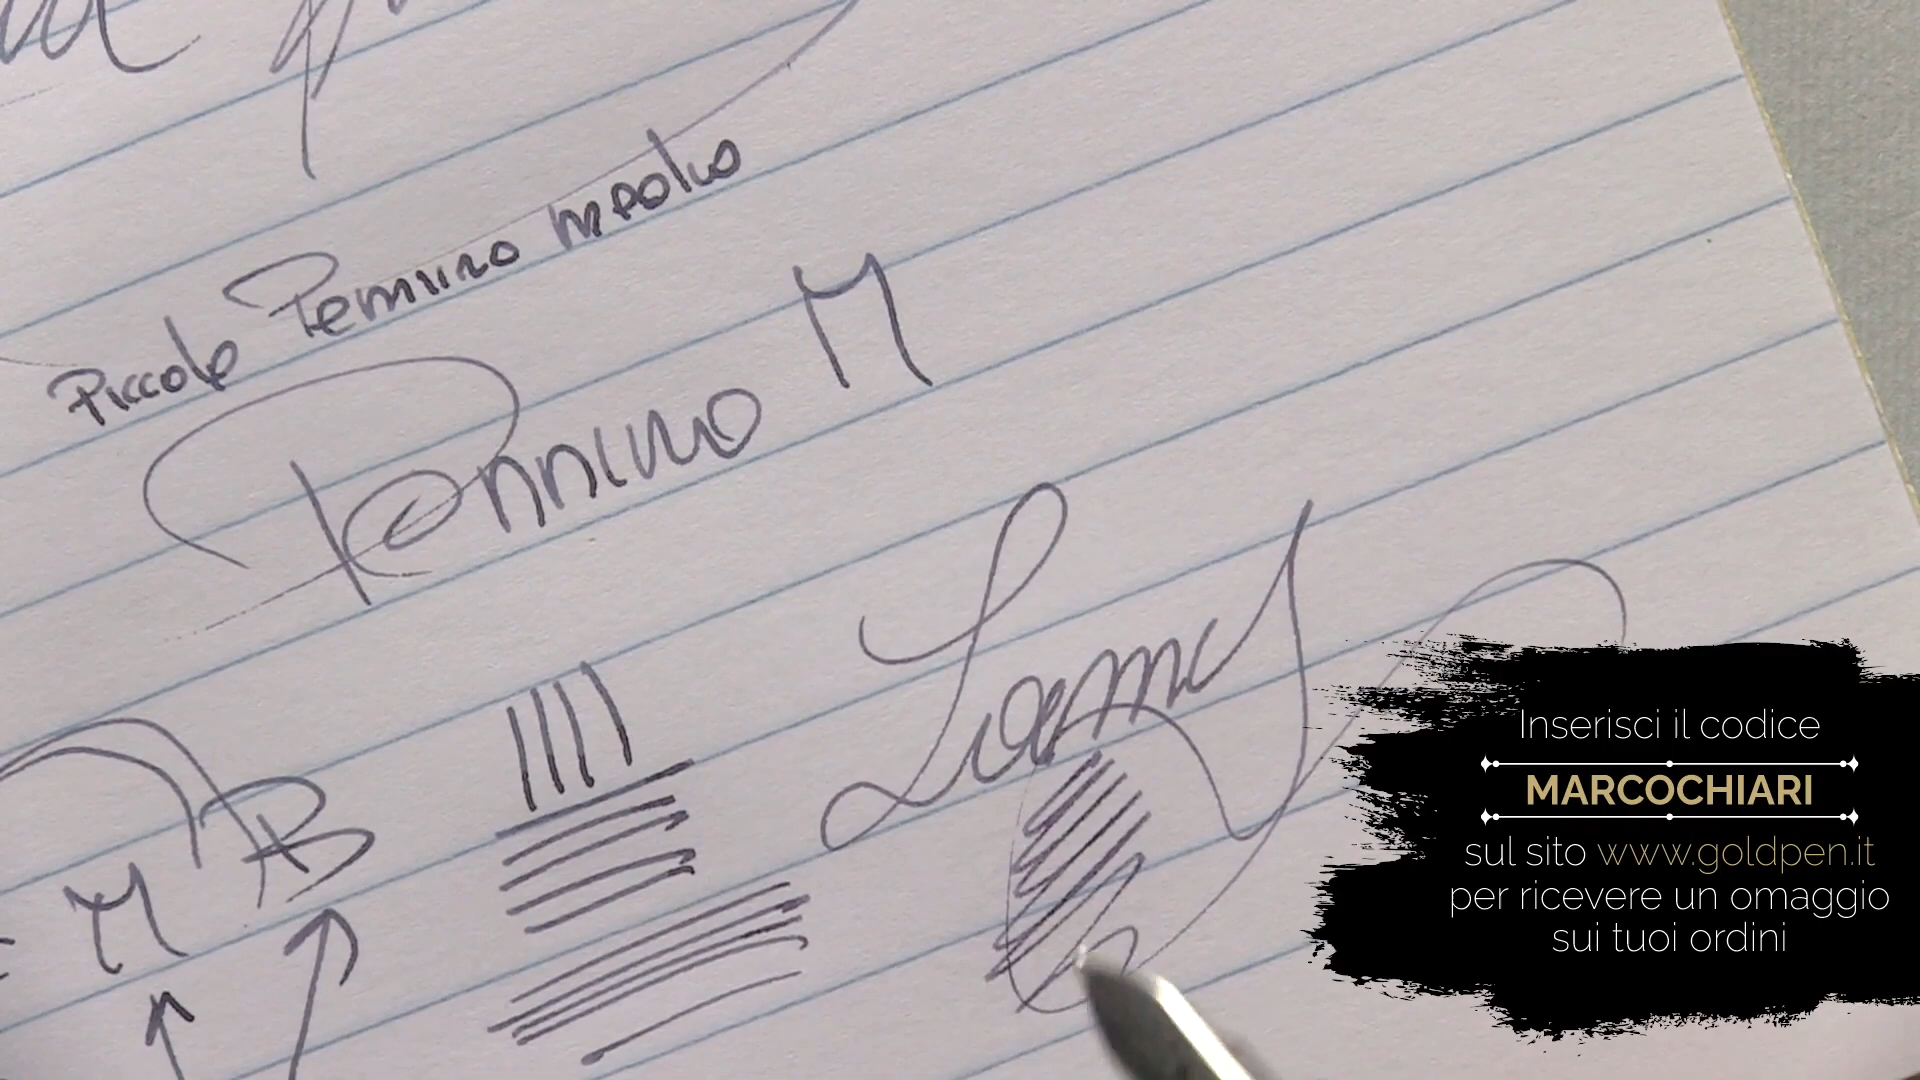 Piccolo Pennino medio
Pennino M
Lamy
M B
Inserisci il codice
MARCOCHIARI
sul sito www.goldpen.it
per ricevere un omaggio
sui tuoi ordini